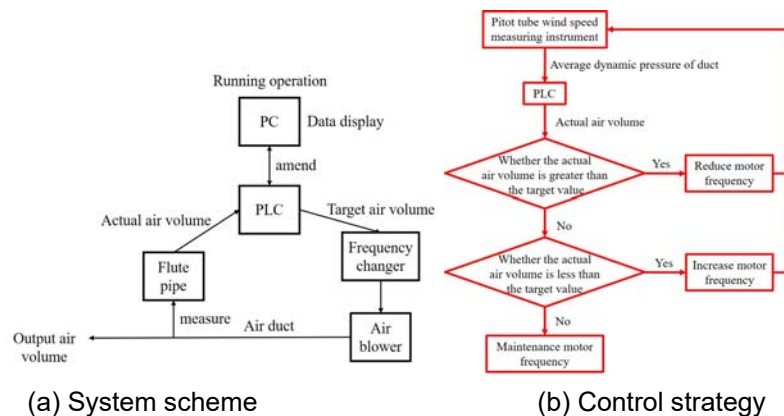 Running operation
PC
Data display
amend
PLC
Actual air volume
Target air volume
Flute
pipe
Frequency
changer
measure
Air duct
Air
blower
Output air
volume
(a) System scheme
Pitot tube wind speed
measuring instrument
Average dynamic pressure of duct
PLC
Actual air volume
Whether the actual
air volume is greater than
the target value
Yes
Reduce motor
frequency
No
Whether the actual
air volume is less than
the target value
Yes
Increase motor
frequency
No
Maintenance motor
frequency
(b) Control strategy